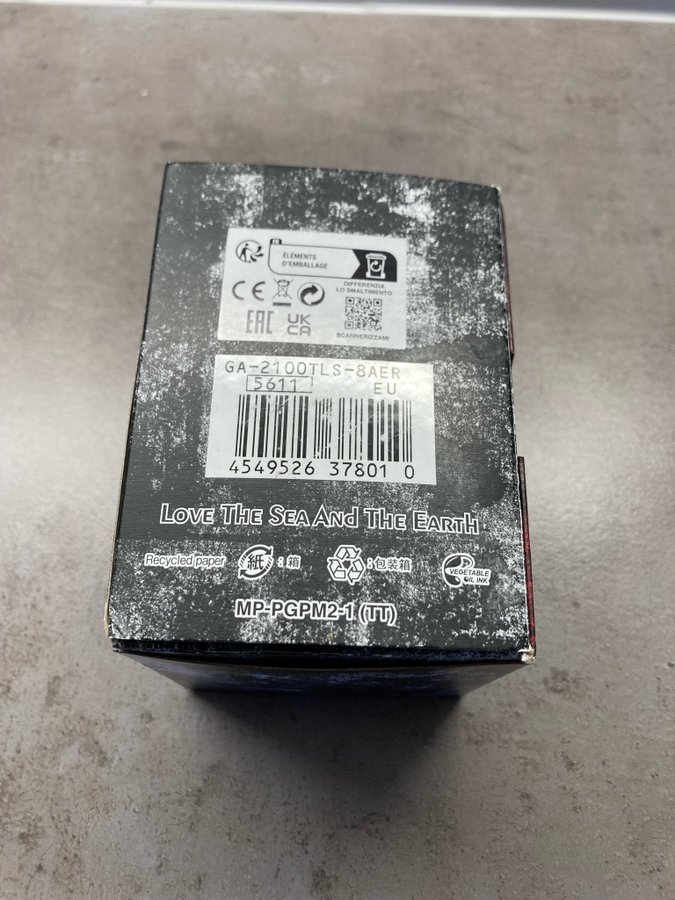 FR
ÉLÉMENTS
D'EMBALLAGE
DIFFERENZIA
LO SMALTIMENTO
CE
EAC
UK
CA
SCANNERIZZAMI
GA-2100TLS-8AER
5611 EU
4549526 37801 0
LOVE THE SEA AND THE EARTH
Recycled paper 紙 : 箱 : 包装箱 VEGETABLE
OIL INK
MP-PGPM2-1 (TT)